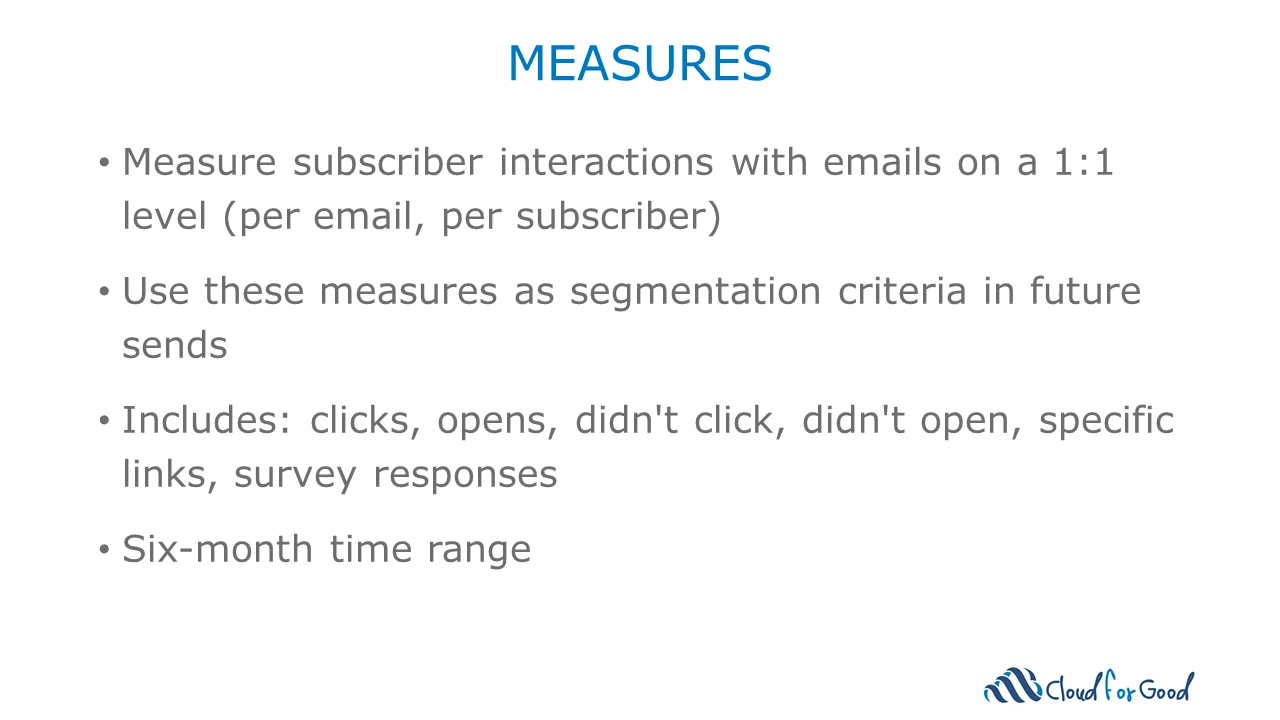 MEASURES
• Measure subscriber interactions with emails on a 1:1
level (per email, per subscriber)
• Use these measures as segmentation criteria in future
sends
• Includes: clicks, opens, didn't click, didn't open, specific
links, survey responses
• Six-month time range
Cloud for Good